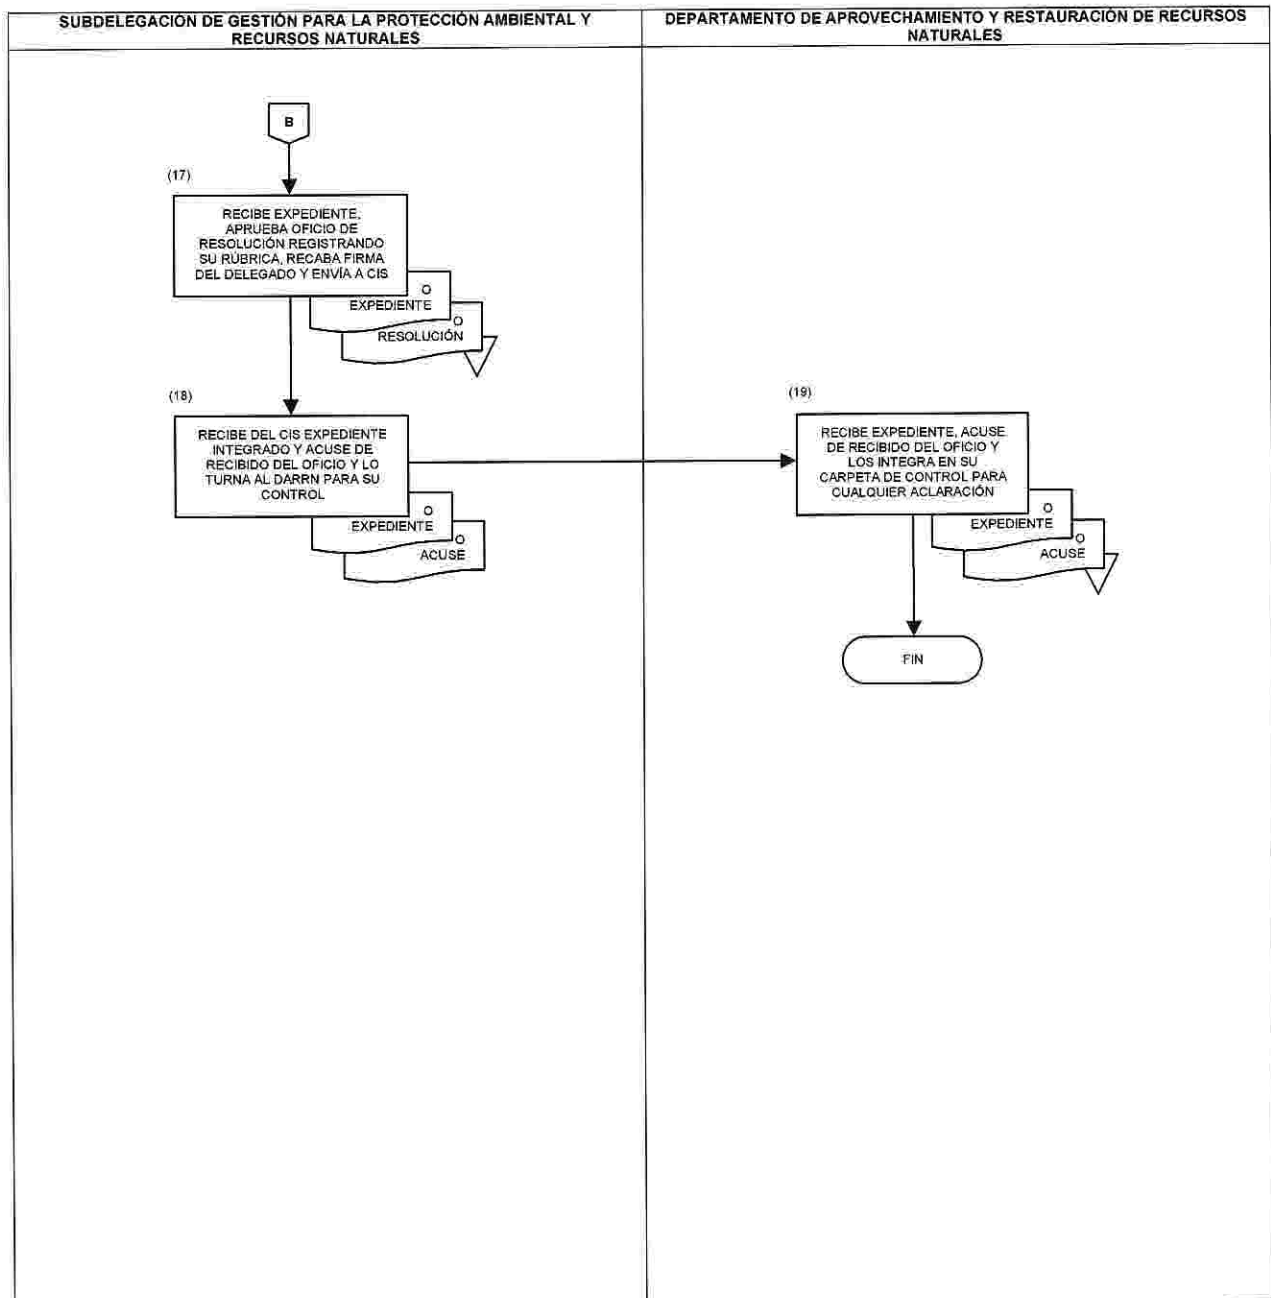 SUBDELEGACIÓN DE GESTIÓN PARA LA PROTECCIÓN AMBIENTAL Y
RECURSOS NATURALES
DEPARTAMENTO DE APROVECHAMIENTO Y RESTAURACIÓN DE RECURSOS
NATURALES
B
(17)
RECIBE EXPEDIENTE,
APRUEBA OFICIO DE
RESOLUCIÓN REGISTRANDO
SU RÚBRICA, RECABA FIRMA
DEL DELEGADO Y ENVÍA A CIS
O
EXPEDIENTE
O
RESOLUCIÓN
(18)
RECIBE DEL CIS EXPEDIENTE
INTEGRADO Y ACUSE DE
RECIBIDO DEL OFICIO Y LO
TURNA AL DARRN PARA SU
CONTROL
O
EXPEDIENTE
O
ACUSE
(19)
RECIBE EXPEDIENTE, ACUSE
DE RECIBIDO DEL OFICIO Y
LOS INTEGRA EN SU
CARPETA DE CONTROL PARA
CUALQUIER ACLARACIÓN
O
EXPEDIENTE
O
ACUSE
FIN